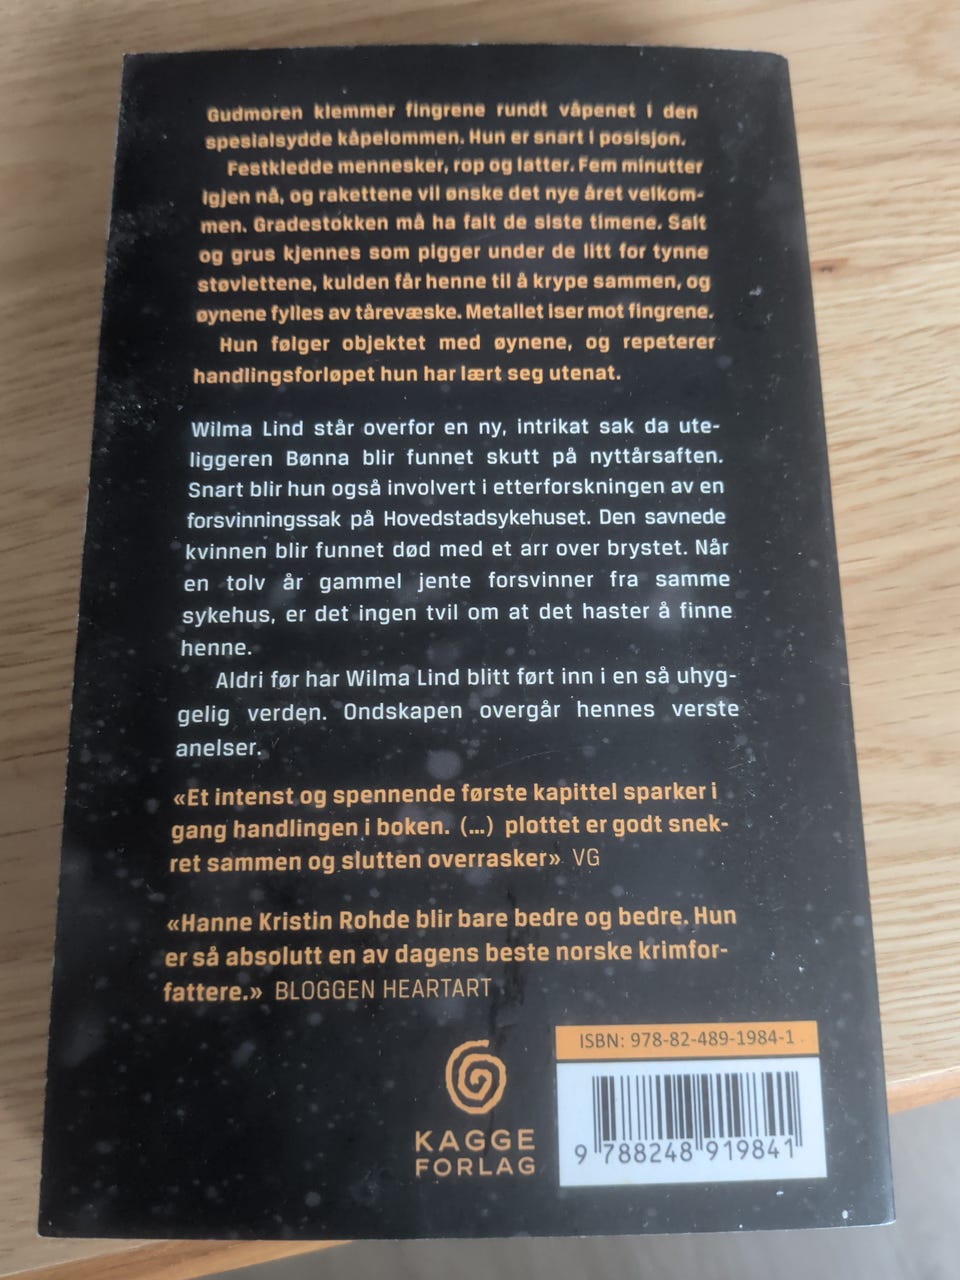 Gudmoren klemmer fingrene rundt våpenet i den
spesialsydde kåpelommen. Hun er snart i posisjon.
Festkledde mennesker, rop og latter. Fem minutter
igjen nå, og rakettene vil ønske det nye året velkom-
men. Gradestokken må ha falt de siste timene. Salt
og grus kjennes som pigger under de litt for tynne
støvlettene, kulden får henne til å krype sammen, og
øynene fylles av tårevæske. Metallet iser mot fingrene.
Hun følger objektet med øynene, og repeterer
handlingsforløpet hun har lært seg utenat.
Wilma Lind står overfor en ny, intrikat sak da ute-
liggeren Bønna blir funnet skutt på nyttårsaften.
Snart blir hun også involvert i etterforskningen av en
forsvinningssak på Hovedstadsykehuset. Den savnede
kvinnen blir funnet død med et arr over brystet. Når
en tolv år gammel jente forsvinner fra samme
sykehus, er det ingen tvil om at det haster å finne
henne.
Aldri før har Wilma Lind blitt ført inn i en så uhyg-
gelig verden. Ondskapen overgår hennes verste
anelser.
«Et intenst og spennende første kapittel sparker i
gang handlingen i boken. (...) plottet er godt snek-
ret sammen og slutten overrasker» VG
«Hanne Kristin Rohde blir bare bedre og bedre. Hun
er så absolutt en av dagens beste norske krimfor-
fattere.» BLOGGEN HEARTART
ISBN: 978-82-489-1984-1
KAGGE
FORLAG
9 788248 919841